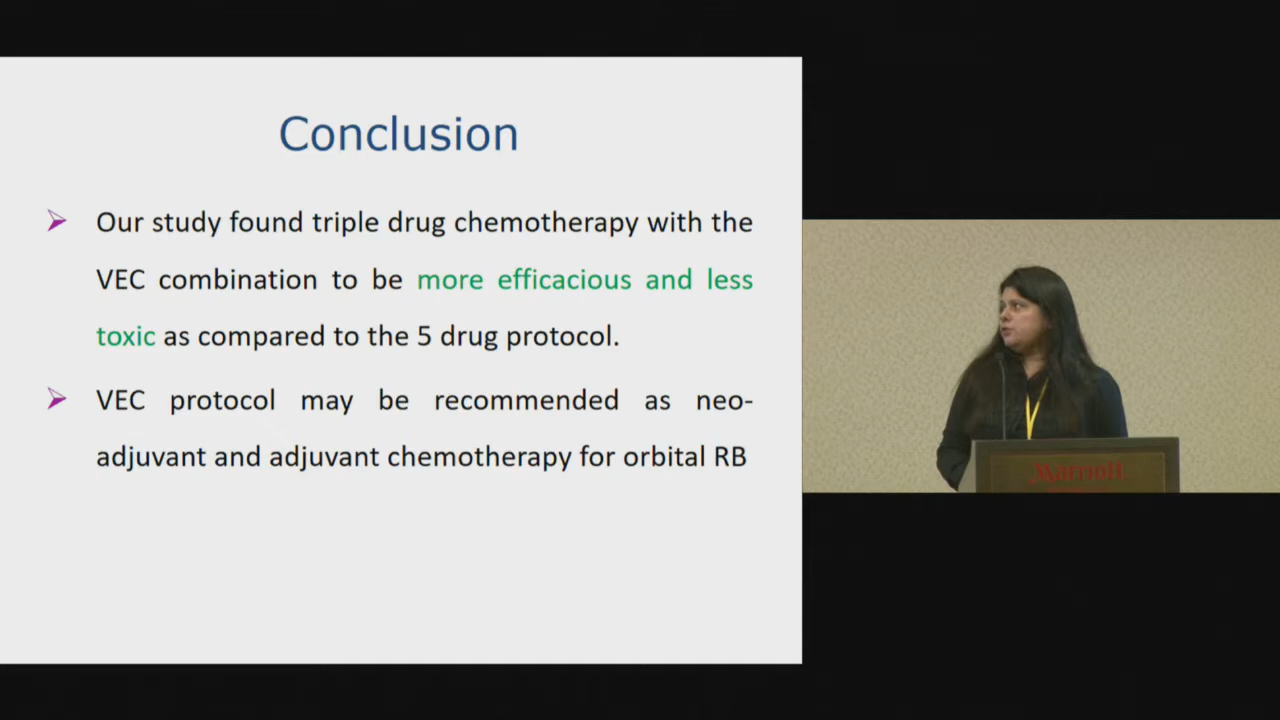 Conclusion
Our study found triple drug chemotherapy with the
VEC combination to be more efficacious and less
toxic as compared to the 5 drug protocol.
VEC protocol may be recommended as neo-
adjuvant and adjuvant chemotherapy for orbital RB
Marriott